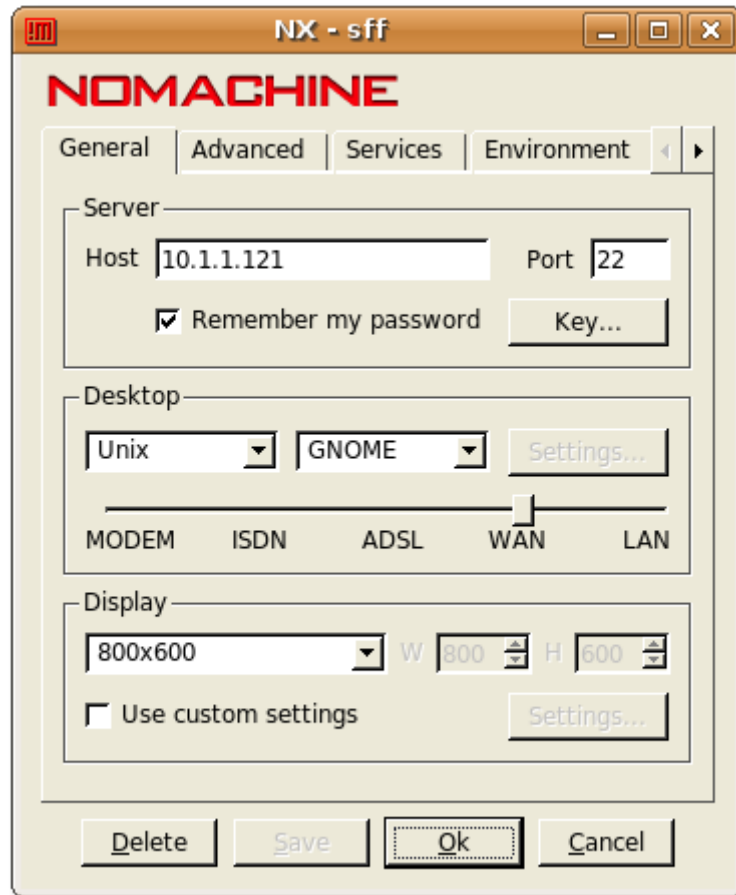 !M NX - sff
NOMACHINE
General Advanced Services Environment
Server
Host 10.1.1.121 Port 22
Remember my password Key...
Desktop
Unix GNOME Settings...
MODEM ISDN ADSL WAN LAN
Display
800x600 W 800 H 600
Use custom settings Settings...
Delete Save Ok Cancel